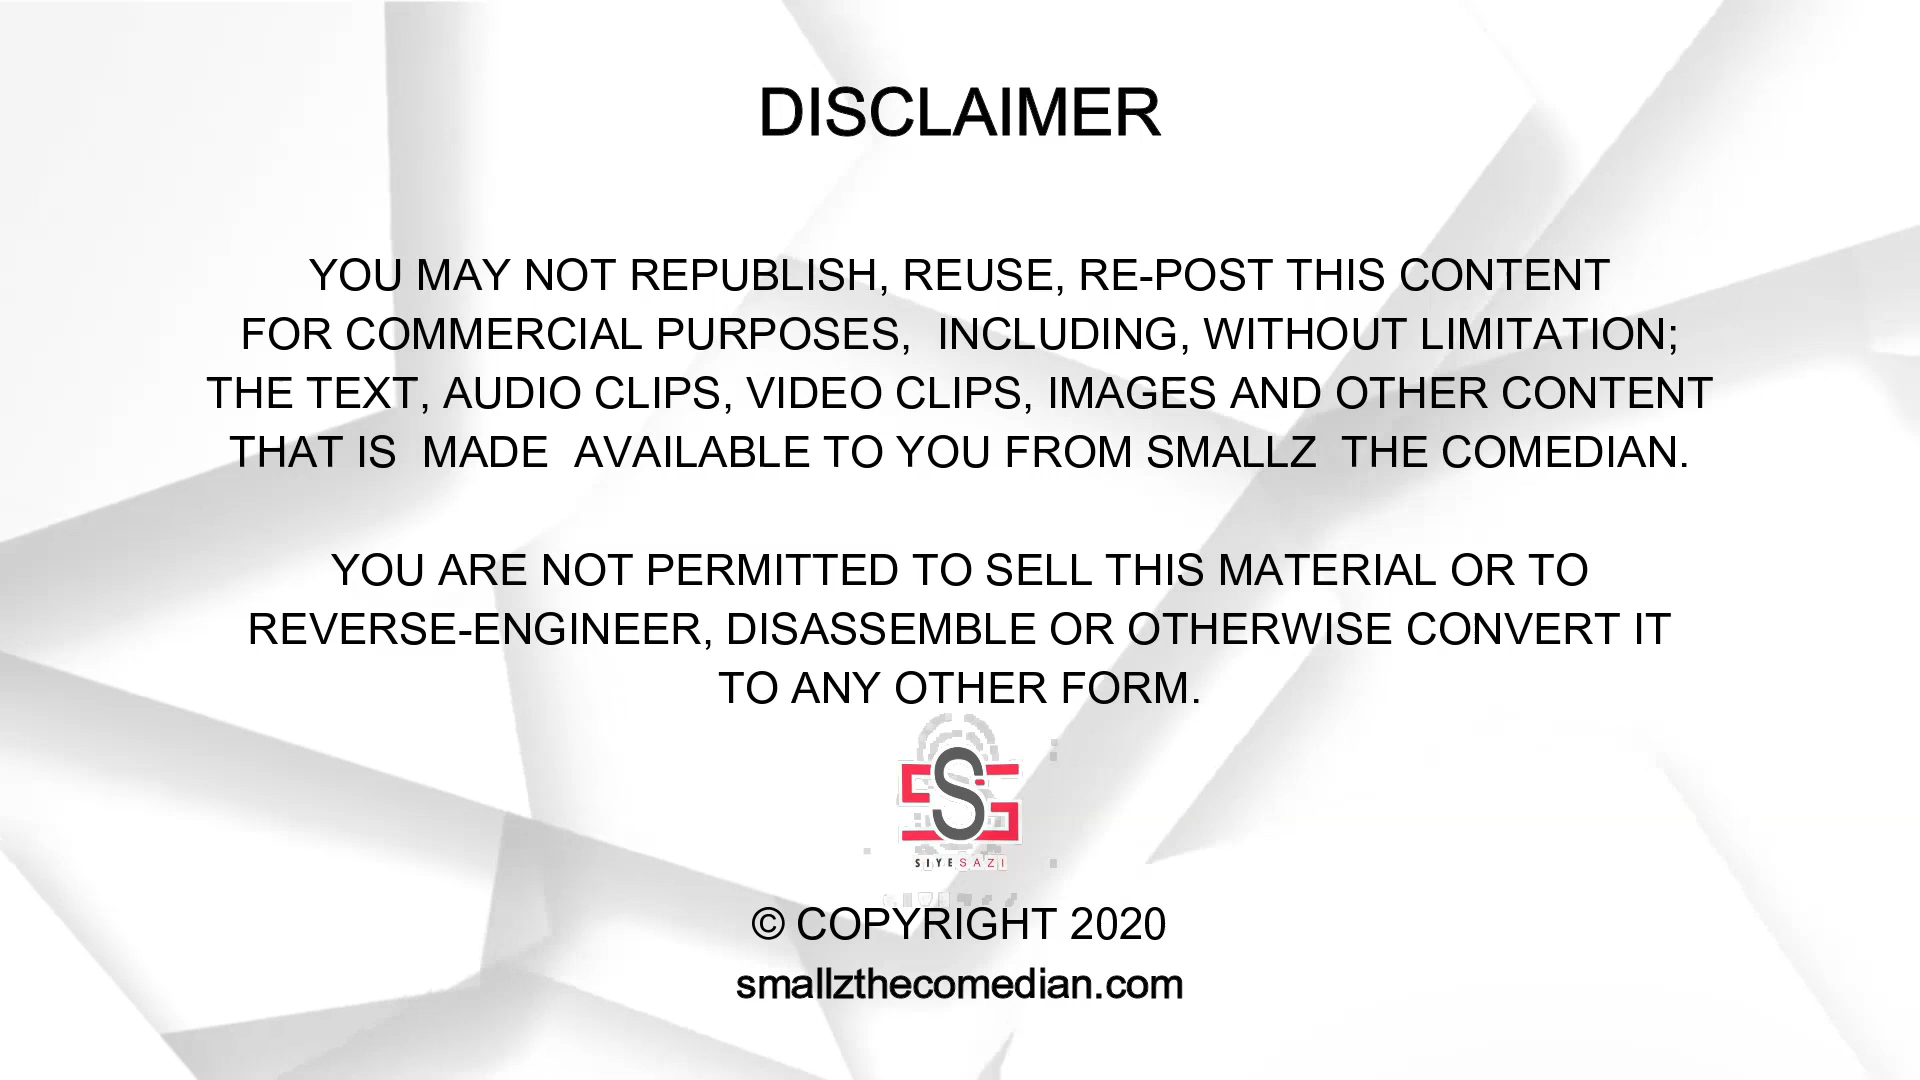 DISCLAIMER
YOU MAY NOT REPUBLISH, REUSE, RE-POST THIS CONTENT
FOR COMMERCIAL PURPOSES, INCLUDING, WITHOUT LIMITATION;
THE TEXT, AUDIO CLIPS, VIDEO CLIPS, IMAGES AND OTHER CONTENT
THAT IS MADE AVAILABLE TO YOU FROM SMALLZ THE COMEDIAN.
YOU ARE NOT PERMITTED TO SELL THIS MATERIAL OR TO
REVERSE-ENGINEER, DISASSEMBLE OR OTHERWISE CONVERT IT
TO ANY OTHER FORM.
SIYESAZI
© COPYRIGHT 2020
smallzthecomedian.com